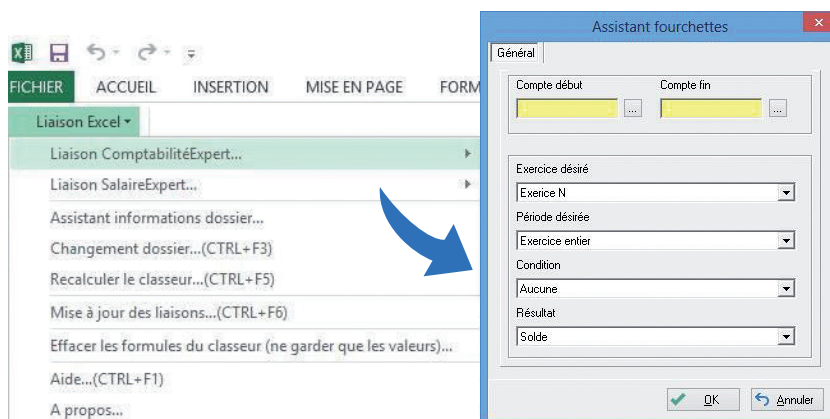 FICHIER ACCUEIL INSERTION MISE EN PAGE FORM
Liaison Excel
Liaison ComptabilitéExpert...
Liaison SalaireExpert...
Assistant informations dossier...
Changement dossier...(CTRL+F3)
Recalculer le classeur...(CTRL+F5)
Mise à jour des liaisons...(CTRL+F6)
Effacer les formules du classeur (ne garder que les valeurs)...
Aide...(CTRL+F1)
A propos...
Assistant fourchettes
Général
Compte début Compte fin
... ...
Exercice désiré
Exerice N
Période désirée
Exercice entier
Condition
Aucune
Résultat
Solde
OK Annuler